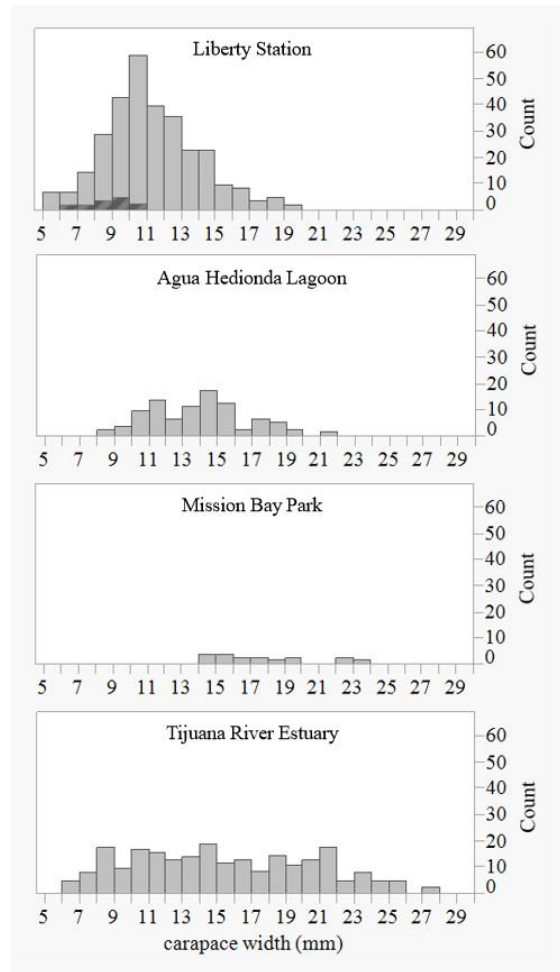 Liberty Station
60
50
40
30
20
10
0
Count
5 7 9 11 13 15 17 19 21 23 25 27 29
Agua Hedionda Lagoon
60
50
40
30
20
10
0
Count
5 7 9 11 13 15 17 19 21 23 25 27 29
Mission Bay Park
60
50
40
30
20
10
0
Count
5 7 9 11 13 15 17 19 21 23 25 27 29
Tijuana River Estuary
60
50
40
30
20
10
0
Count
5 7 9 11 13 15 17 19 21 23 25 27 29
carapace width (mm)